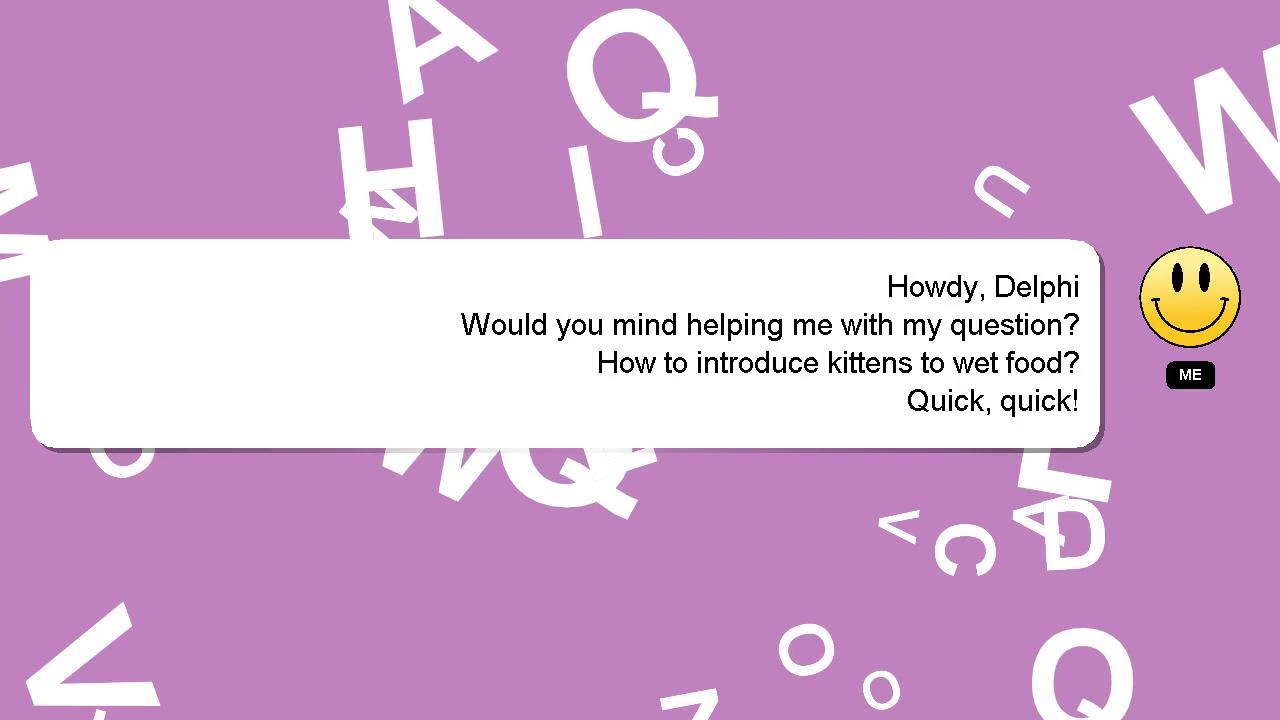 Howdy, Delphi
Would you mind helping me with my question?
How to introduce kittens to wet food?
Quick, quick!
ME